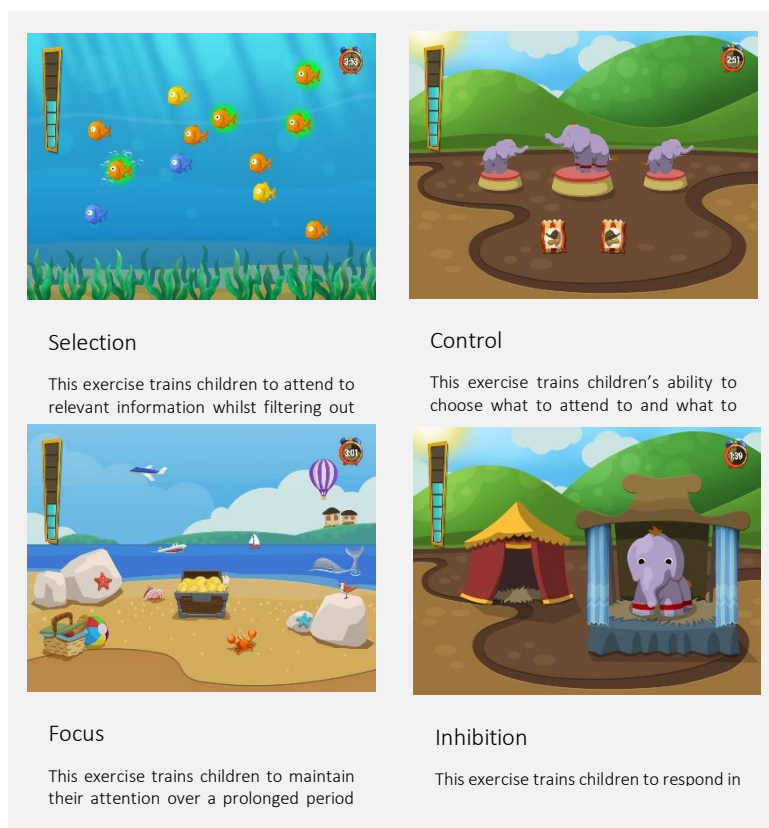 3:53
2:51
Selection
This exercise trains children to attend to
relevant information whilst filtering out
Control
This exercise trains children’s ability to
choose what to attend to and what to
3:01
1:39
Focus
This exercise trains children to maintain
their attention over a prolonged period
Inhibition
This exercise trains children to respond in